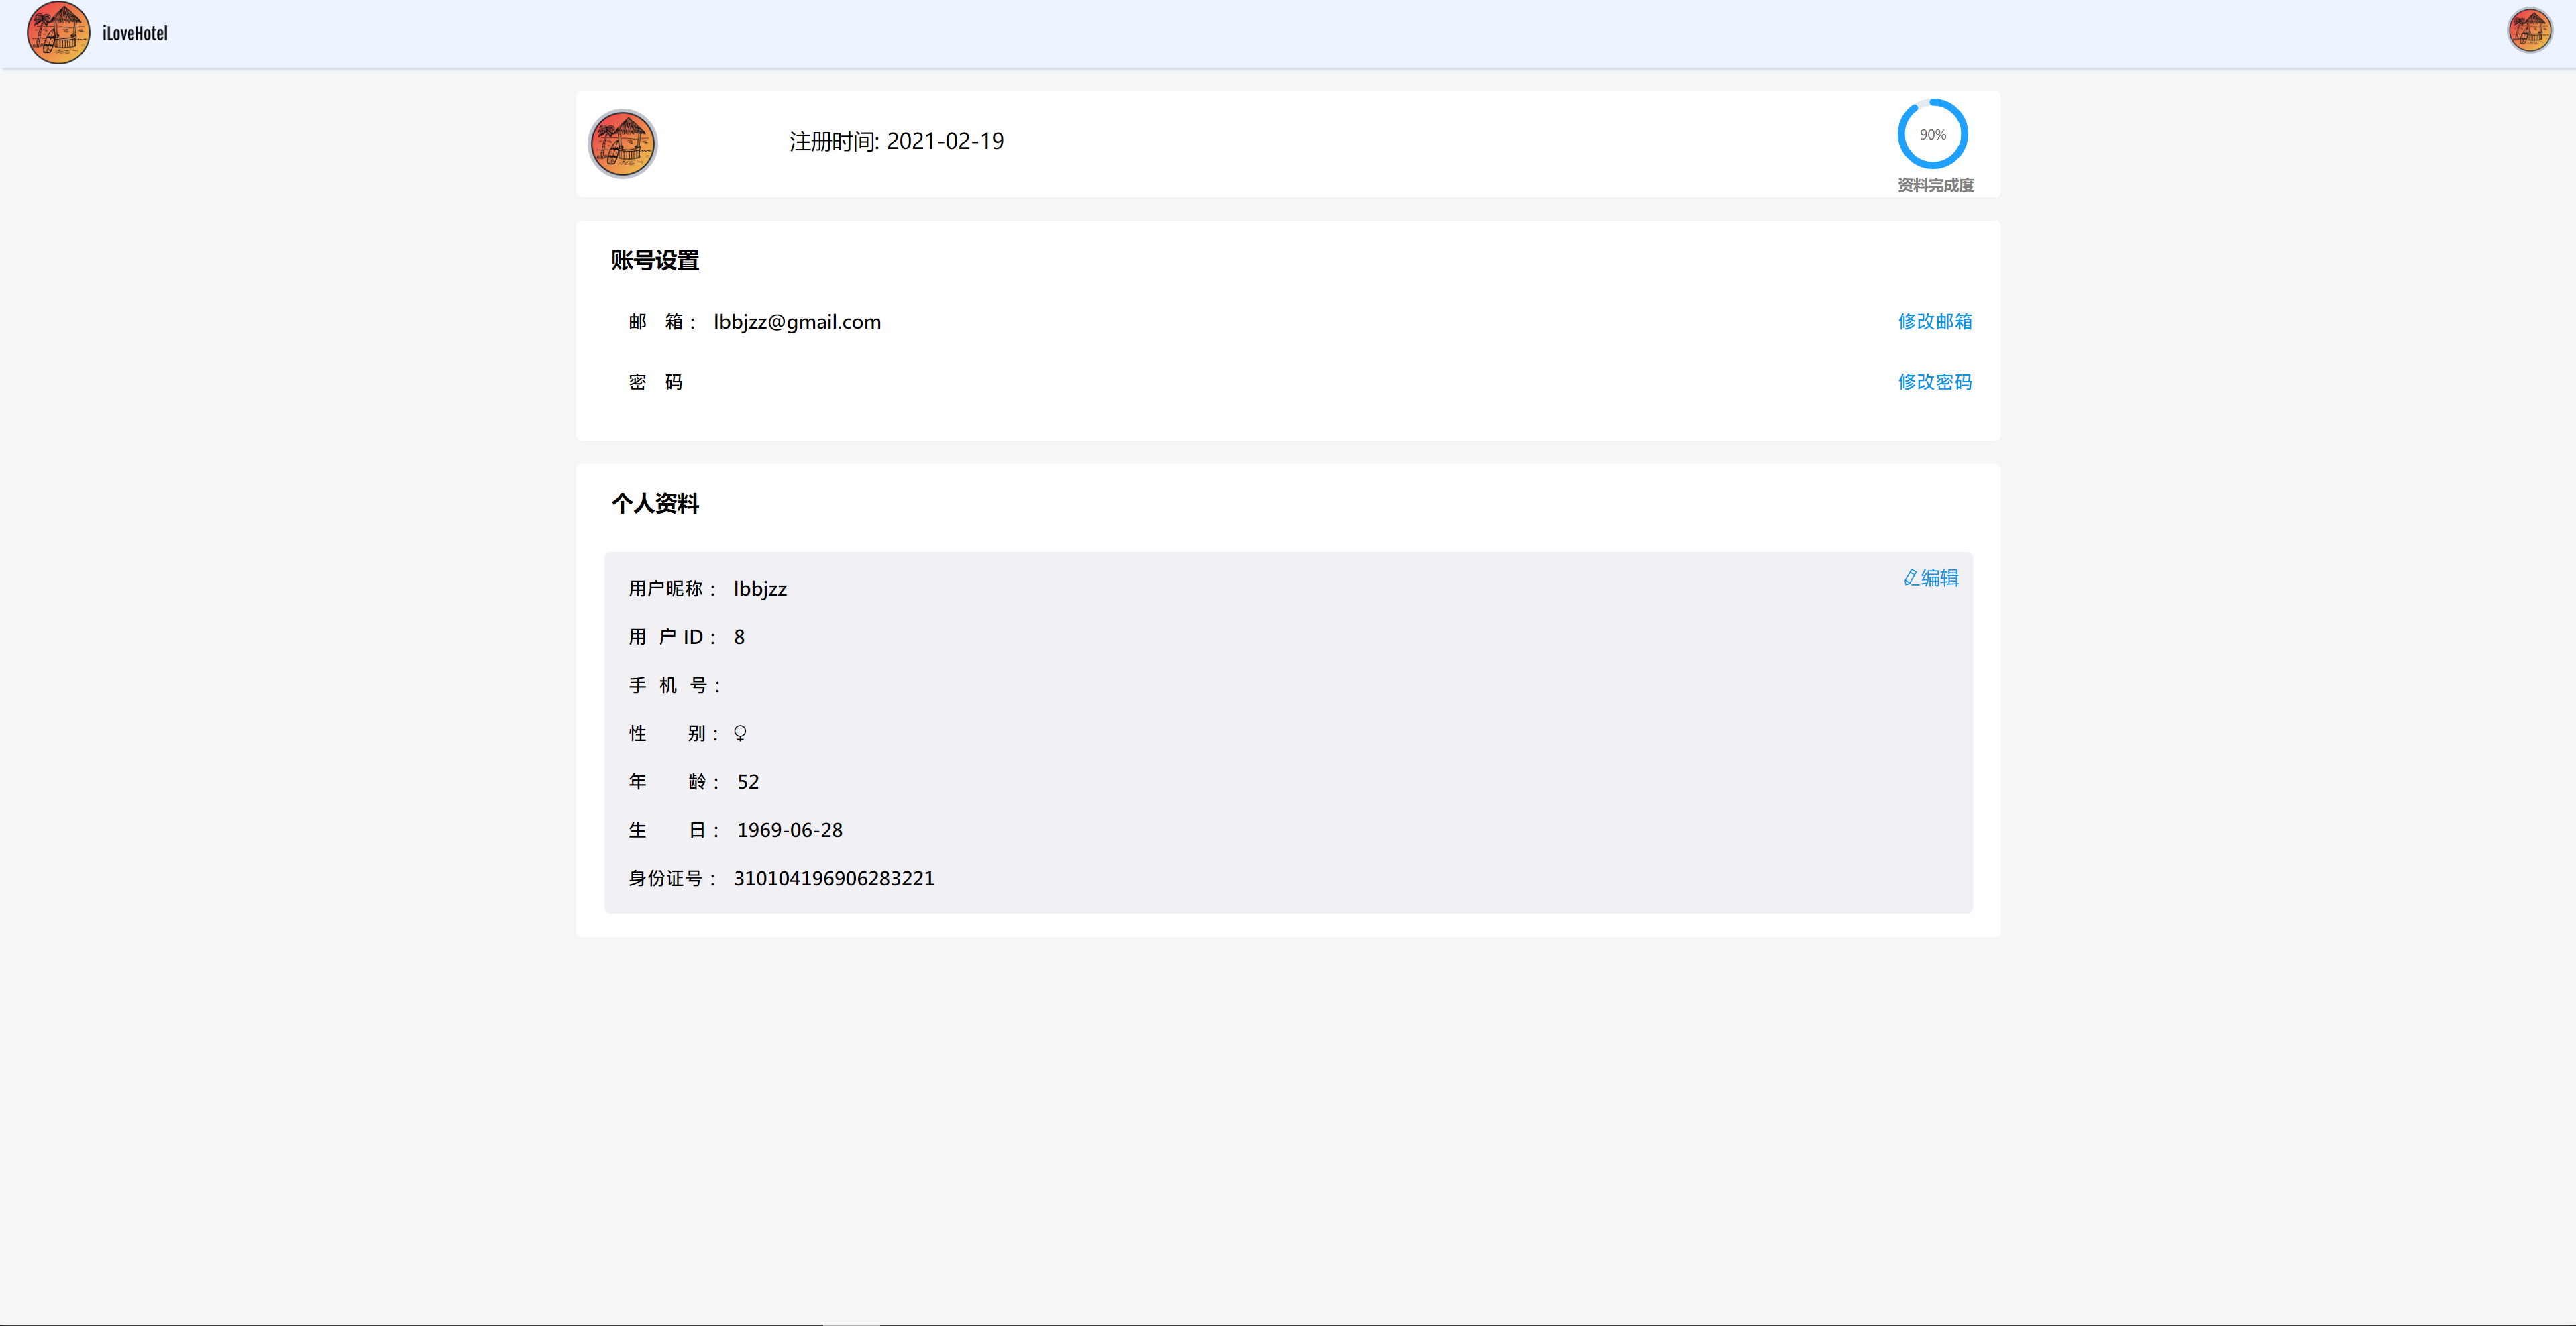 iLoveHotel
注册时间: 2021-02-19
90%
资料完成度
账号设置
邮 箱： lbbjzz@gmail.com
修改邮箱
密 码
修改密码
个人资料
编辑
用户昵称： lbbjzz
用 户 ID： 8
手 机 号：
性 别： ♀
年 龄： 52
生 日： 1969-06-28
身份证号： 310104196906283221